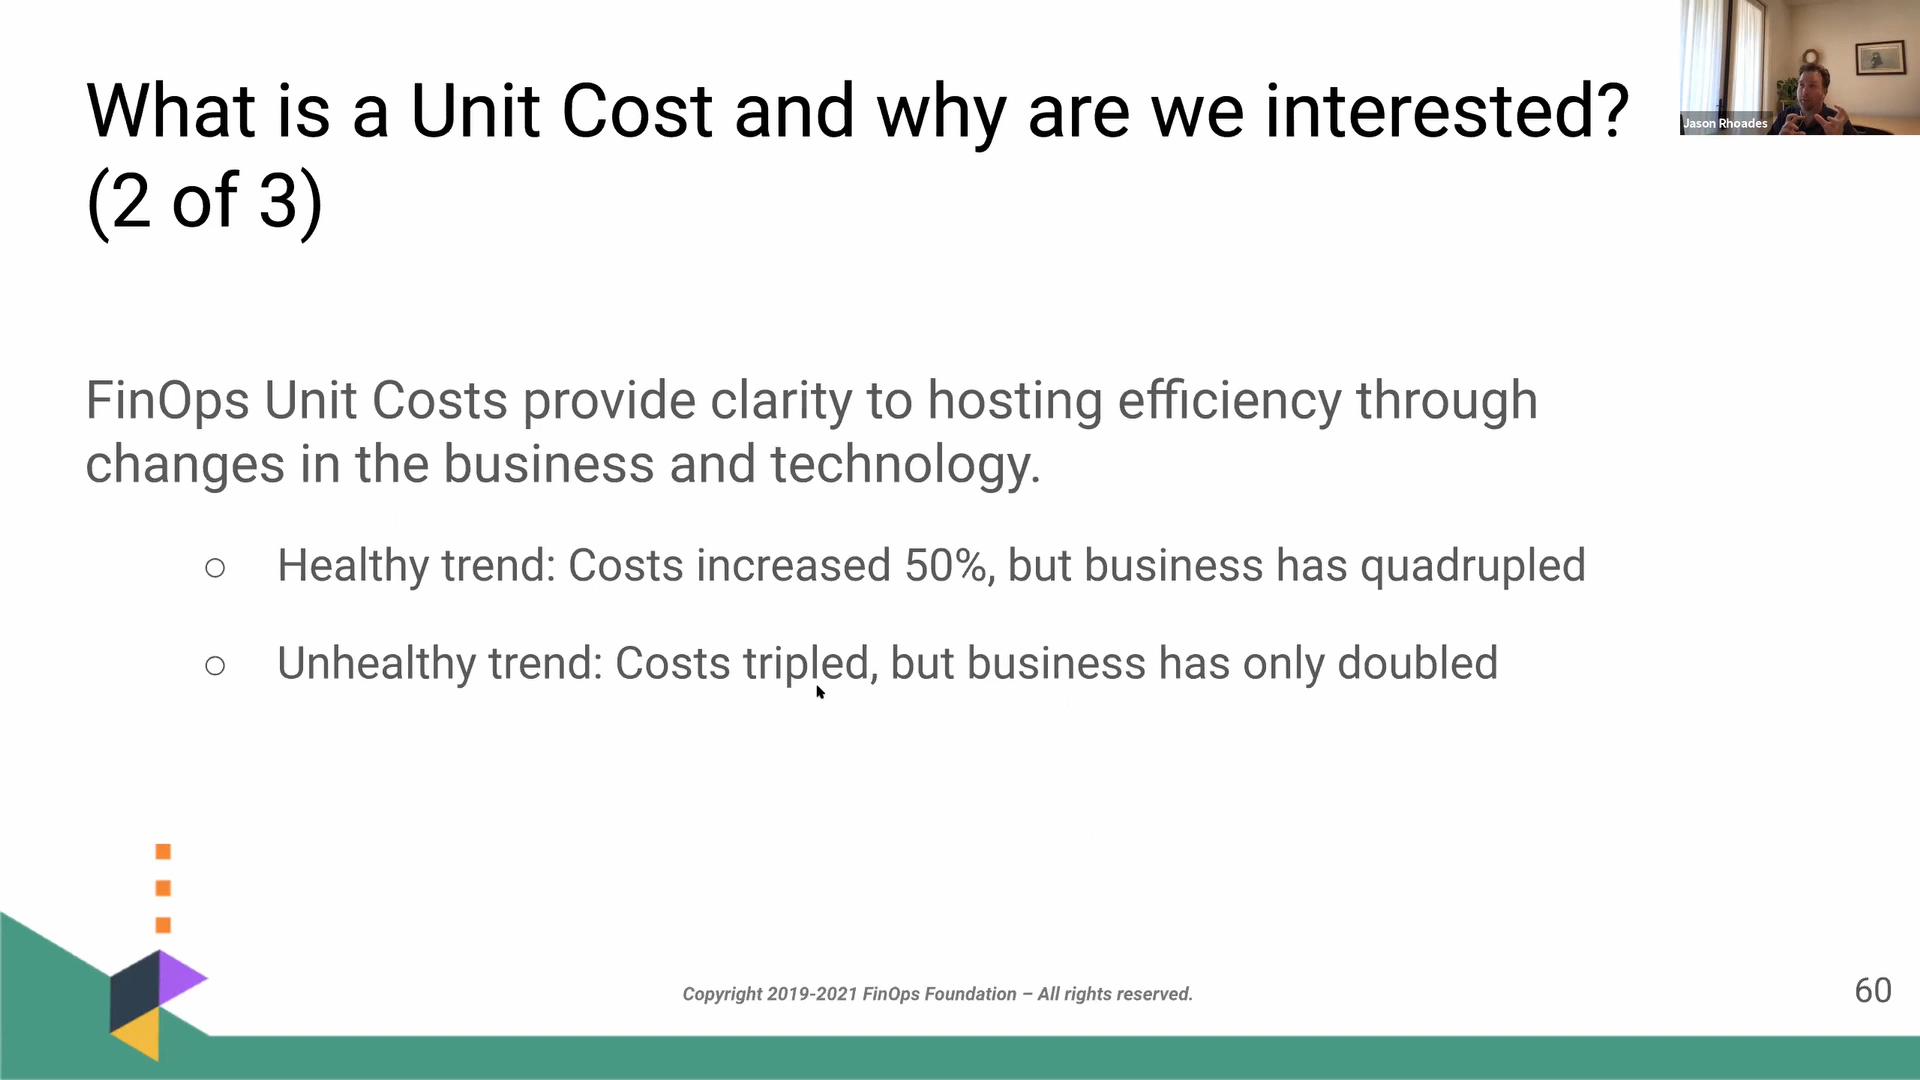 What is a Unit Cost and why are we interested?
(2 of 3)
Jason Rhoades
FinOps Unit Costs provide clarity to hosting efficiency through
changes in the business and technology.
○ Healthy trend: Costs increased 50%, but business has quadrupled
○ Unhealthy trend: Costs tripled, but business has only doubled
Copyright 2019-2021 FinOps Foundation – All rights reserved.
60